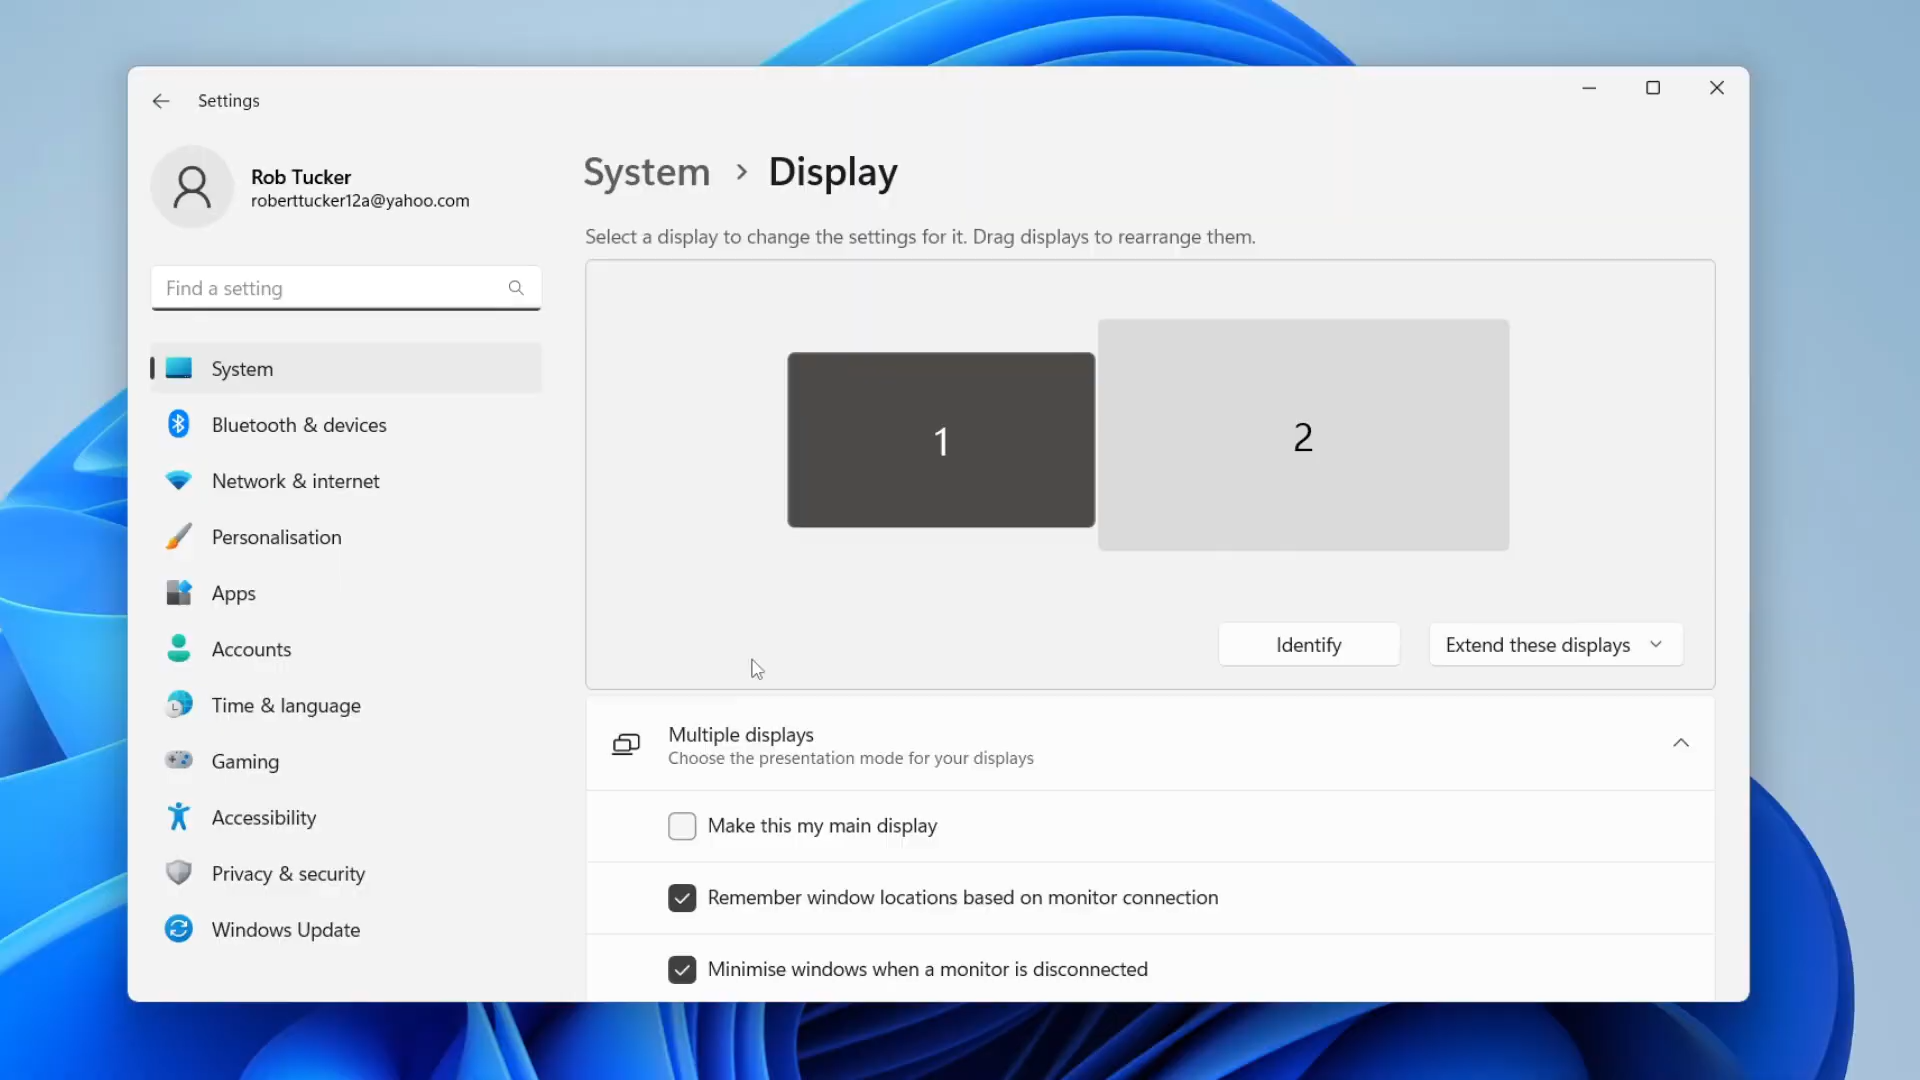 Settings
Rob Tucker
roberttucker12a@yahoo.com
Find a setting
System
Bluetooth & devices
Network & internet
Personalisation
Apps
Accounts
Time & language
Gaming
Accessibility
Privacy & security
Windows Update
System > Display
Select a display to change the settings for it. Drag displays to rearrange them.
1
2
Identify
Extend these displays
Multiple displays
Choose the presentation mode for your displays
Make this my main display
Remember window locations based on monitor connection
Minimise windows when a monitor is disconnected